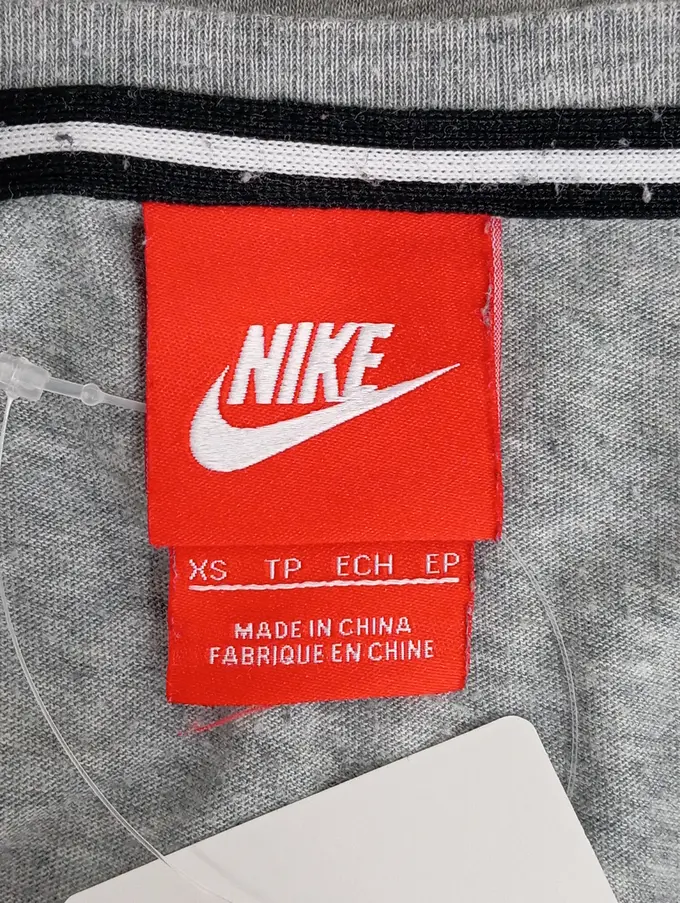 NIKE
XS TP ECH EP
MADE IN CHINA
FABRIQUE EN CHINE